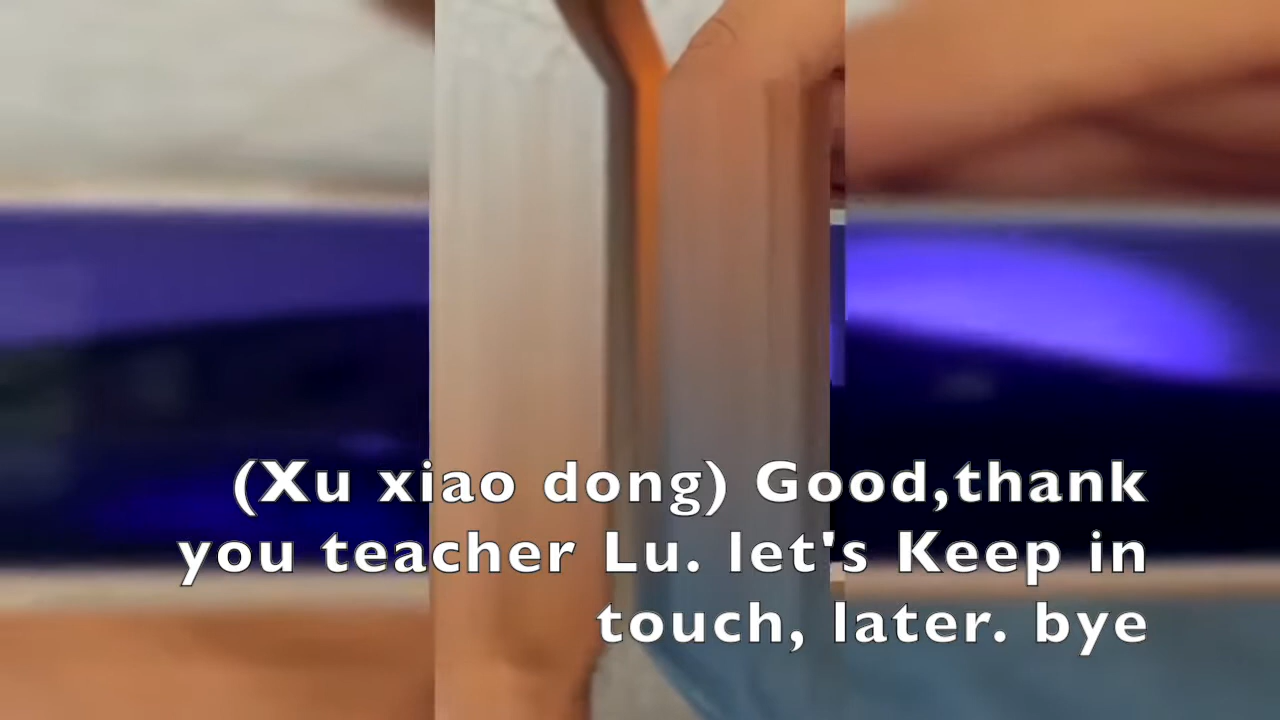 (Xu xiao dong) Good,thank
you teacher Lu. let's Keep in
touch, later. bye